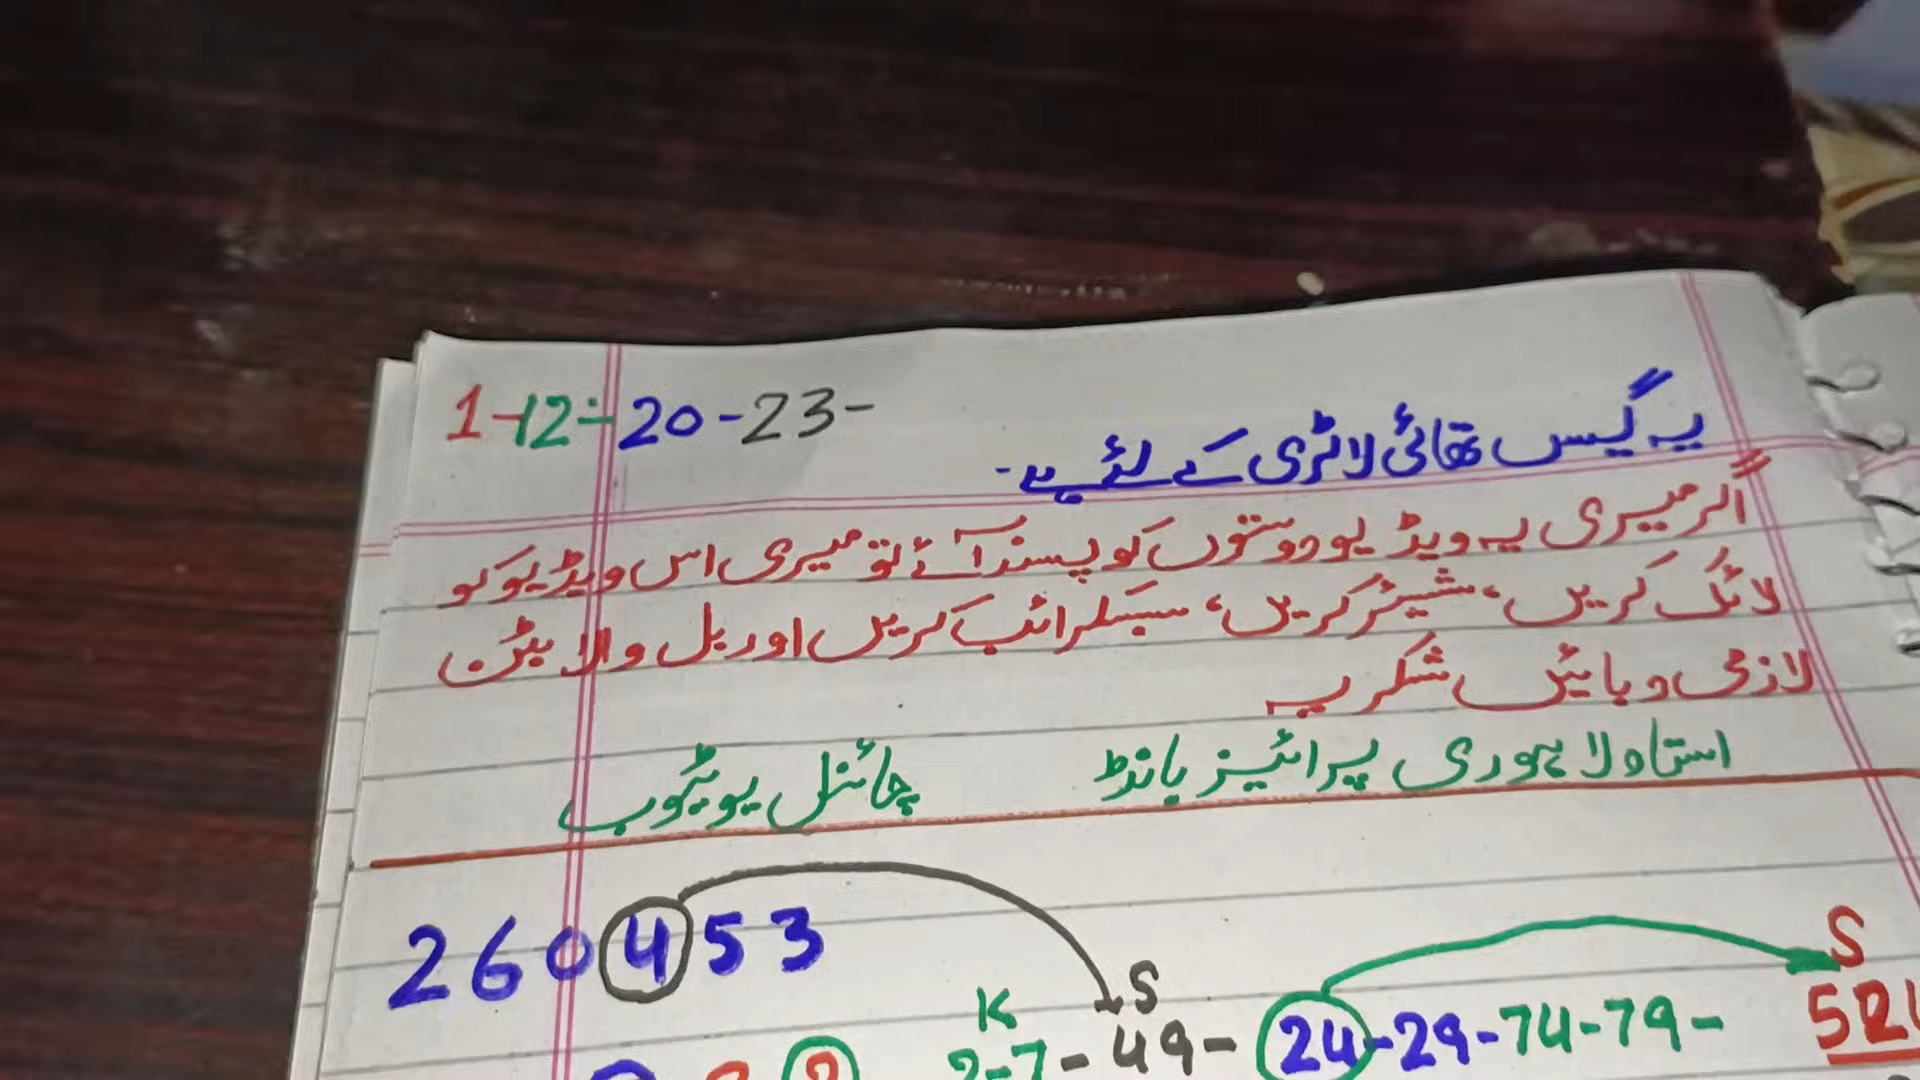 1-12-20-23-
یہ گیس تھائی لاٹری کے لئے ہے۔
اگر میری یہ ویڈیو دوستوں کو پسند آئے تو میری اس ویڈیو کو
لائک کریں، شیئر کریں، سبسکرائب کریں اور بل والا بٹن
لازمی دبائیں شکریہ
استاد لاہوری پرائیز بانڈ چائنل یوٹیوب
260453
K S S
2-7-49-24-29-74-79-